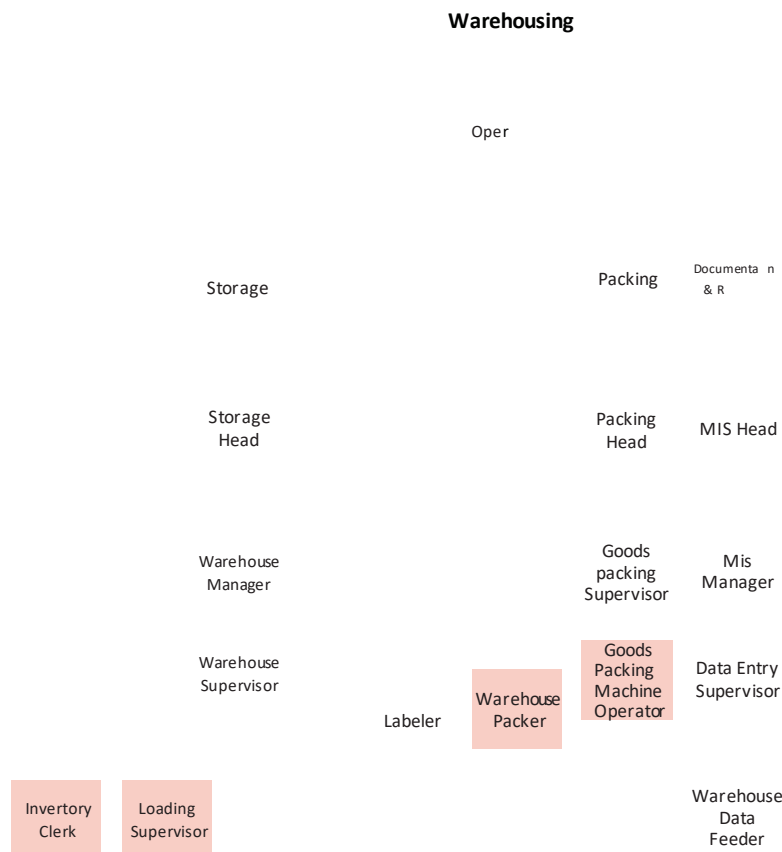 Warehousing
Oper
Storage
Packing
Documenta n
& R
Storage
Head
Packing
Head
MIS Head
Warehouse
Manager
Goods
packing
Supervisor
Mis
Manager
Warehouse
Supervisor
Labeler
Warehouse
Packer
Goods
Packing
Machine
Operator
Data Entry
Supervisor
Invertory
Clerk
Loading
Supervisor
Warehouse
Data
Feeder